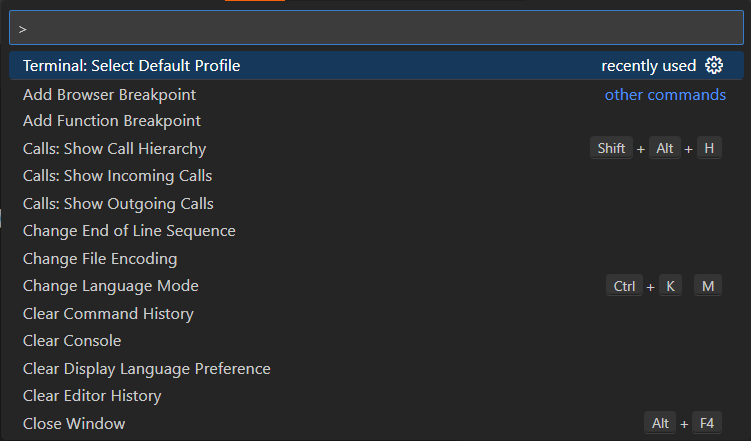 >
Terminal: Select Default Profile recently used
Add Browser Breakpoint other commands
Add Function Breakpoint
Calls: Show Call Hierarchy Shift + Alt + H
Calls: Show Incoming Calls
Calls: Show Outgoing Calls
Change End of Line Sequence
Change File Encoding
Change Language Mode Ctrl + K M
Clear Command History
Clear Console
Clear Display Language Preference
Clear Editor History
Close Window Alt + F4